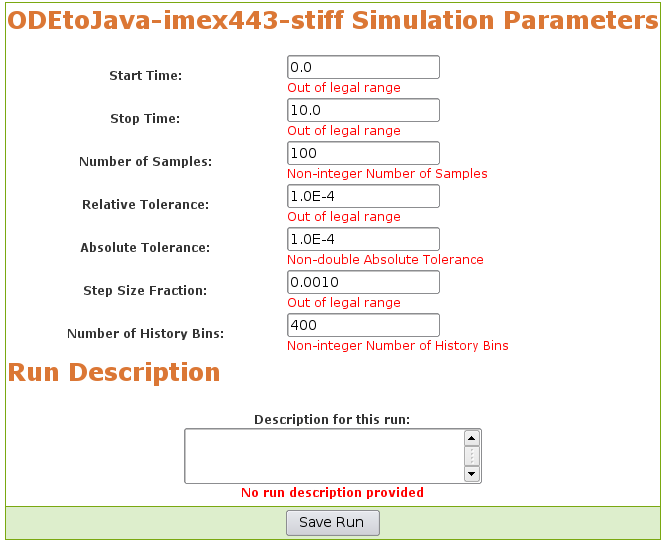 ODEtoJava-imex443-stiff Simulation Parameters
Start Time:
0.0
Out of legal range
Stop Time:
10.0
Out of legal range
Number of Samples:
100
Non-integer Number of Samples
Relative Tolerance:
1.0E-4
Out of legal range
Absolute Tolerance:
1.0E-4
Non-double Absolute Tolerance
Step Size Fraction:
0.0010
Out of legal range
Number of History Bins:
400
Non-integer Number of History Bins
Run Description
Description for this run:
No run description provided
Save Run